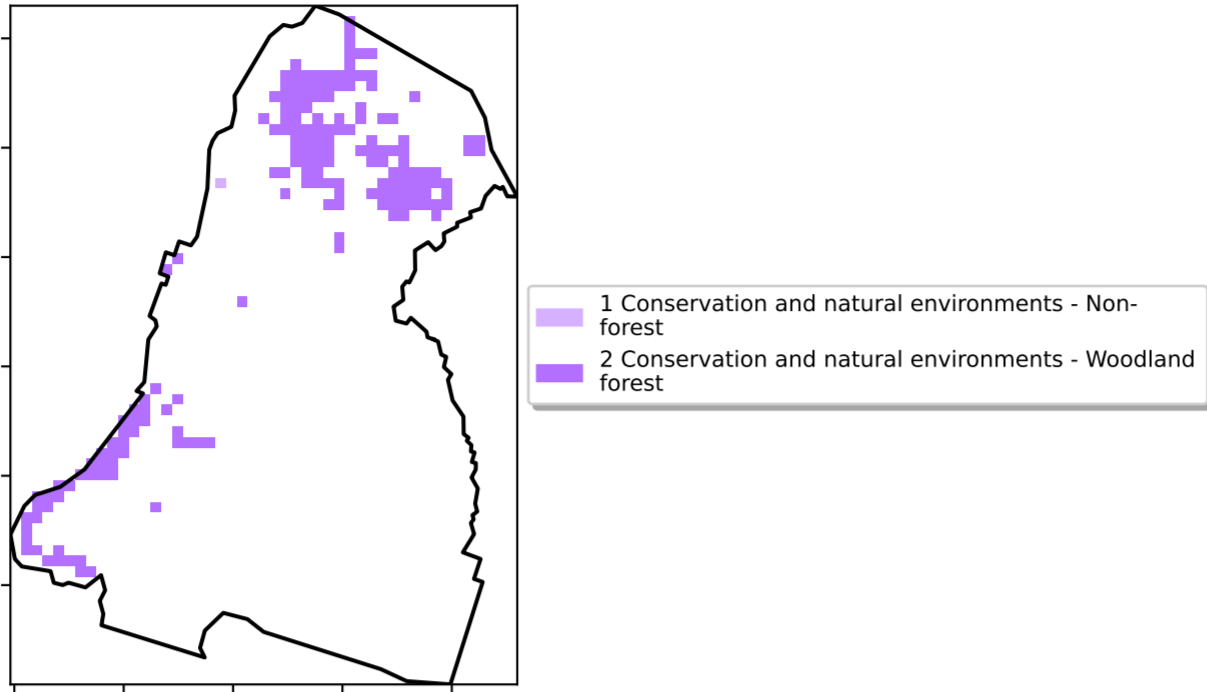 1 Conservation and natural environments - Non-
forest
2 Conservation and natural environments - Woodland
forest